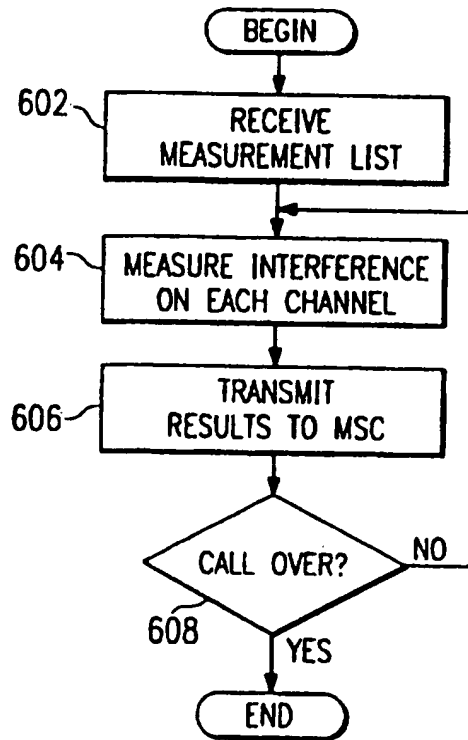 BEGIN
602
RECEIVE
MEASUREMENT LIST
604
MEASURE INTERFERENCE
ON EACH CHANNEL
606
TRANSMIT
RESULTS TO MSC
CALL OVER?
NO
608
YES
END